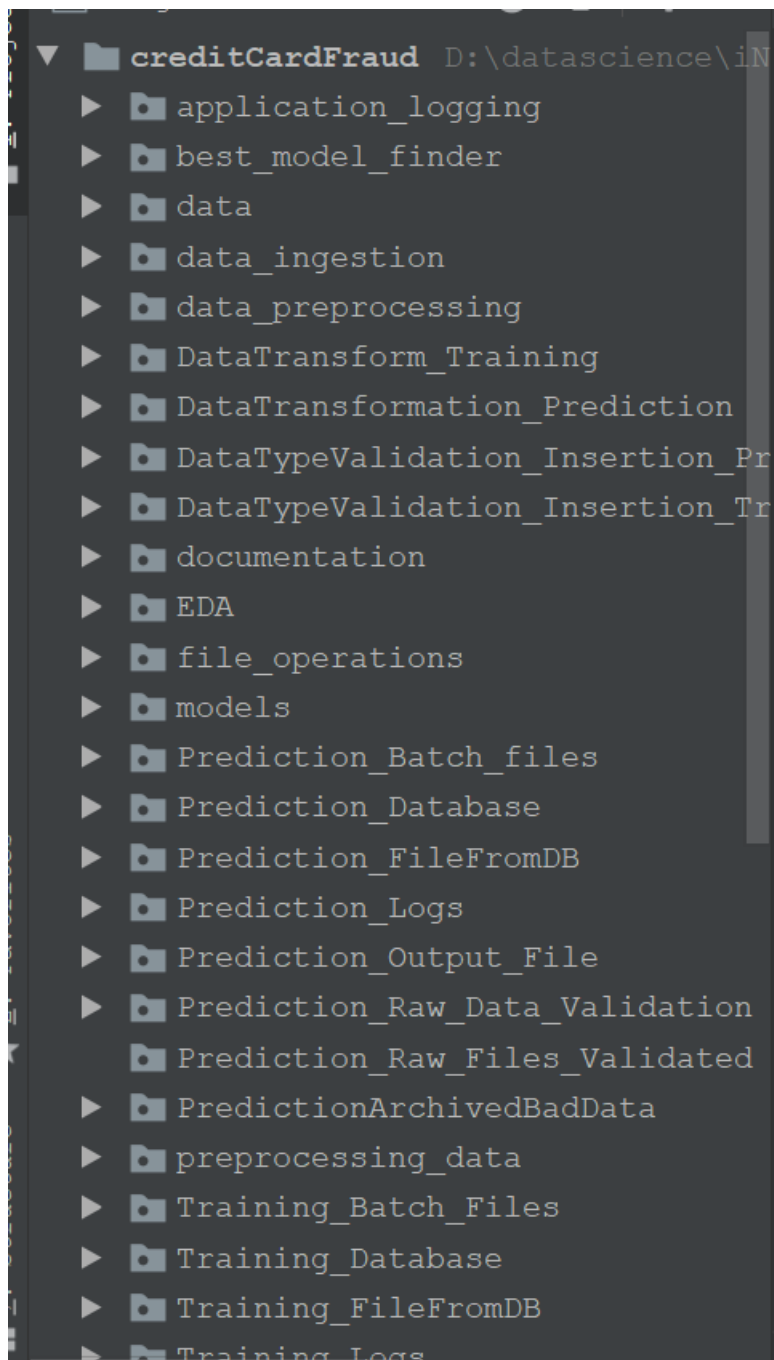 creditCardFraud D:\datascience\iN
application_logging
best_model_finder
data
data_ingestion
data_preprocessing
DataTransform_Training
DataTransformation_Prediction
DataTypeValidation_Insertion_Pr
DataTypeValidation_Insertion_Tr
documentation
EDA
file_operations
models
Prediction_Batch_files
Prediction_Database
Prediction_FileFromDB
Prediction_Logs
Prediction_Output_File
Prediction_Raw_Data_Validation
Prediction_Raw_Files_Validated
PredictionArchivedBadData
preprocessing_data
Training_Batch_Files
Training_Database
Training_FileFromDB
Training_Logs